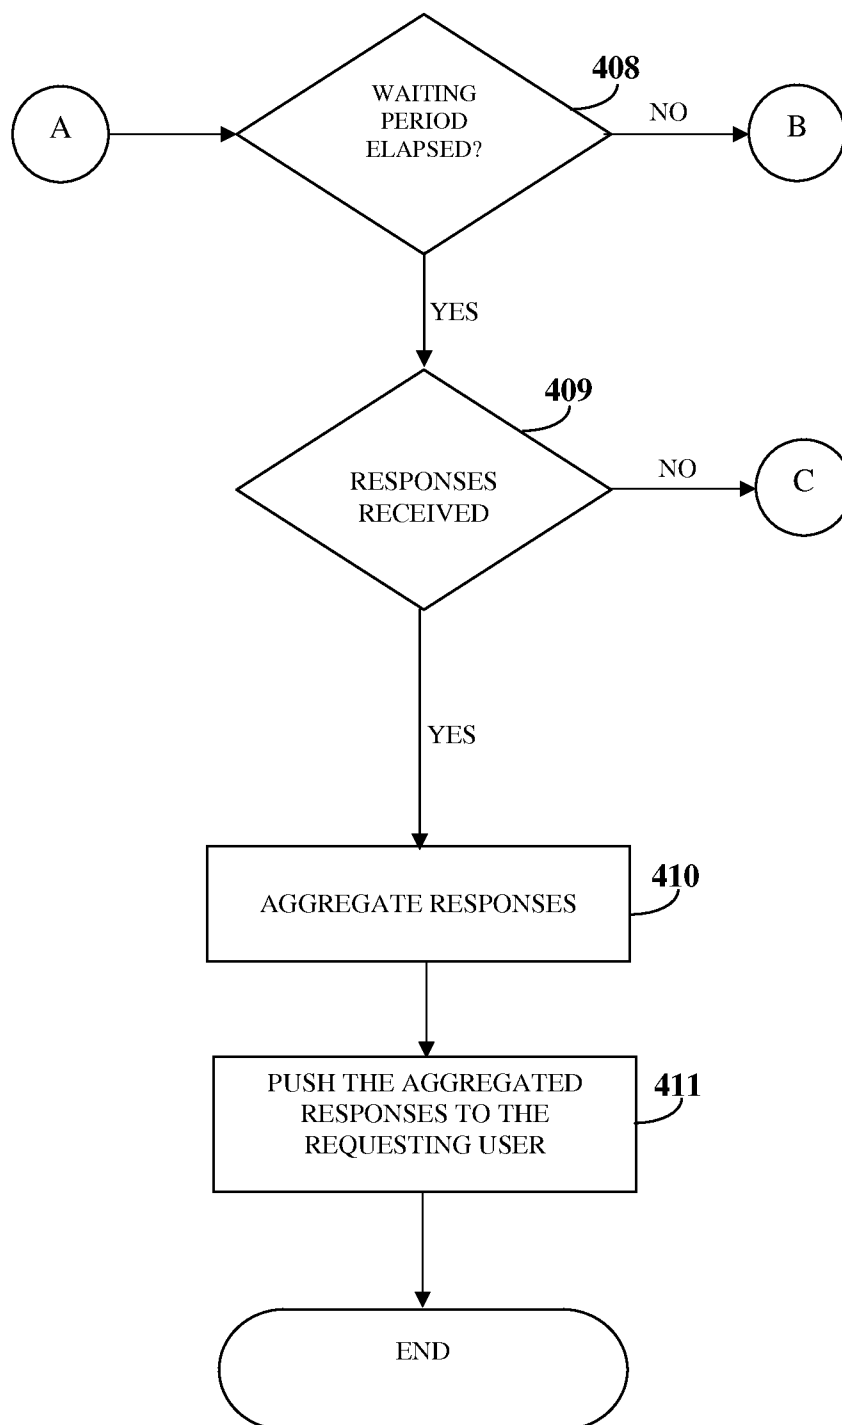 408
WAITING
PERIOD
ELAPSED?
A
NO
B
YES
409
RESPONSES
RECEIVED
NO
C
YES
410
AGGREGATE RESPONSES
411
PUSH THE AGGREGATED
RESPONSES TO THE
REQUESTING USER
END